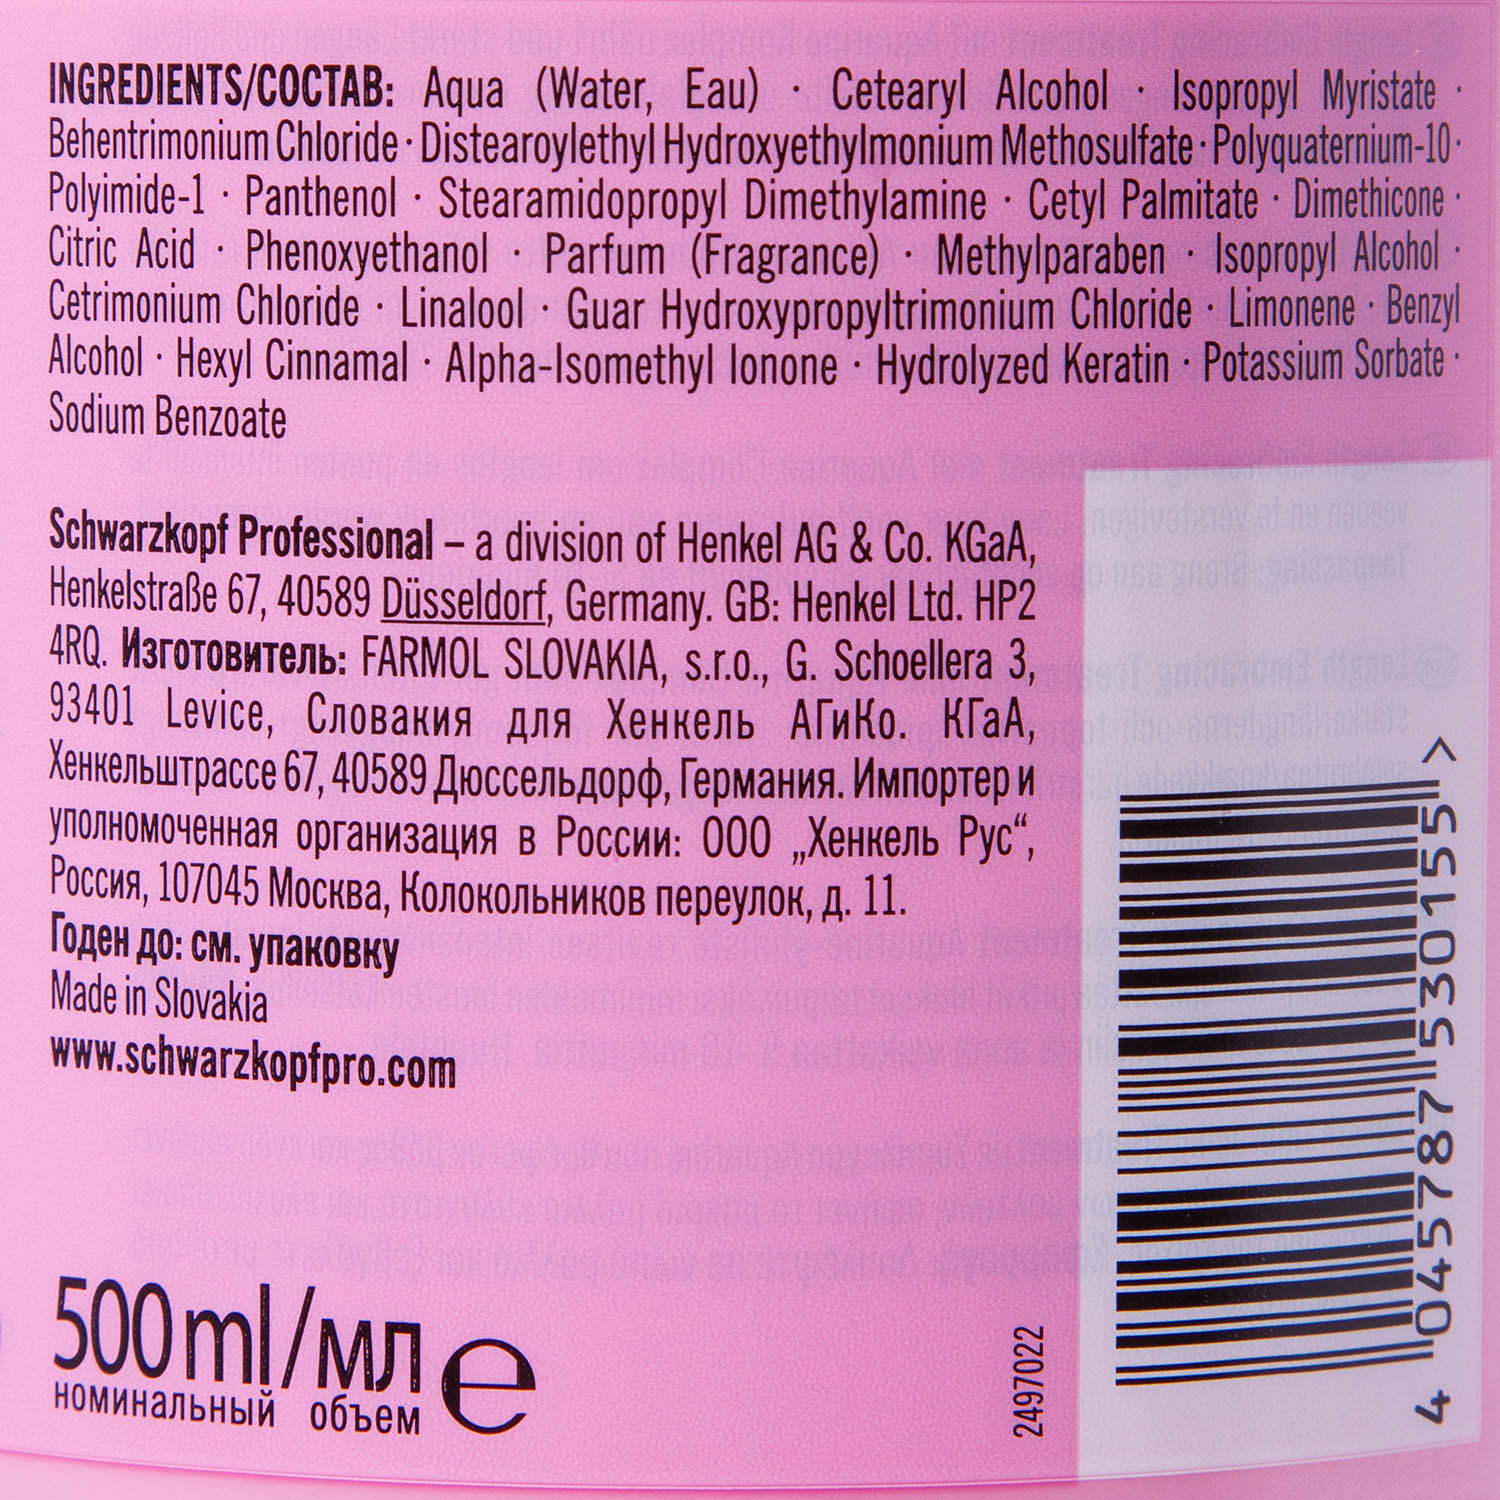 INGREDIENTS/СОСТАВ: Aqua (Water, Eau) · Cetearyl Alcohol · Isopropyl Myristate ·
Behentrimonium Chloride · Distearoylethyl Hydroxyethylmonium Methosulfate · Polyquaternium-10 ·
Polyimide-1 · Panthenol · Stearamidopropyl Dimethylamine · Cetyl Palmitate · Dimethicone ·
Citric Acid · Phenoxyethanol · Parfum (Fragrance) · Methylparaben · Isopropyl Alcohol ·
Cetrimonium Chloride · Linalool · Guar Hydroxypropyltrimonium Chloride · Limonene · Benzyl
Alcohol · Hexyl Cinnamal · Alpha-Isomethyl Ionone · Hydrolyzed Keratin · Potassium Sorbate ·
Sodium Benzoate
Schwarzkopf Professional – a division of Henkel AG & Co. KGaA,
Henkelstraße 67, 40589 Düsseldorf, Germany. GB: Henkel Ltd. HP2
4RQ. Изготовитель: FARMOL SLOVAKIA, s.r.o., G. Schoellera 3,
93401 Levice, Словакия для Хенкель АГиКо. КГаА,
Хенкельштрассе 67, 40589 Дюссельдорф, Германия. Импортер и
уполномоченная организация в России: ООО „Хенкель Рус“,
Россия, 107045 Москва, Колокольников переулок, д. 11.
Годен до: см. упаковку
Made in Slovakia
www.schwarzkopfpro.com
500 ml/мл e
номинальный объем
2497022
4 045787 530155 >